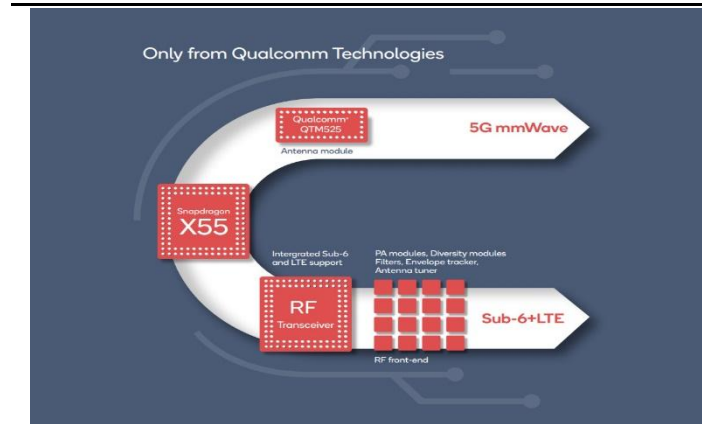 Only from Qualcomm Technologies
Qualcomm®
QTM525
Antenna module
5G mmWave
Snapdragon
X55
Intergrated Sub-6
and LTE support
PA modules, Diversity modules
Filters, Envelope tracker,
Antenna tuner
RF
Transceiver
Sub-6+LTE
RF front-end